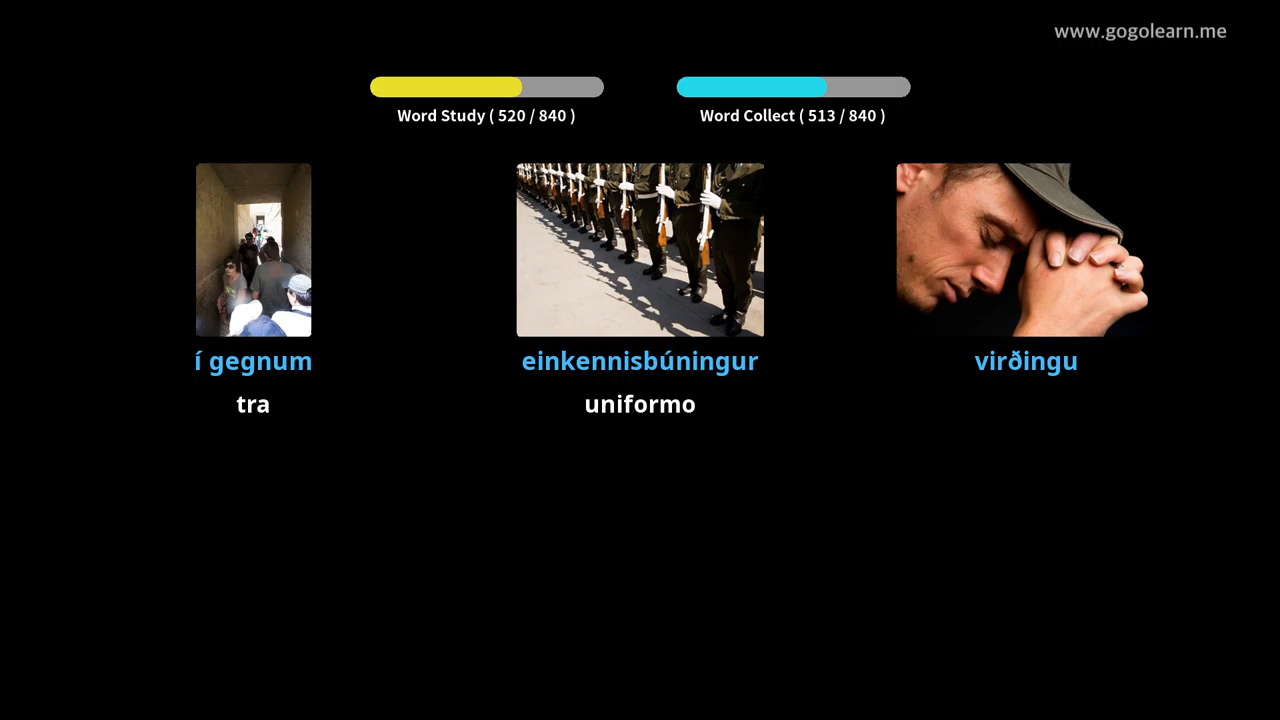 www.gogolearn.me
Word Study ( 520 / 840 )
Word Collect ( 513 / 840 )
í gegnum
einkennisbúningur
virðingu
tra
uniformo